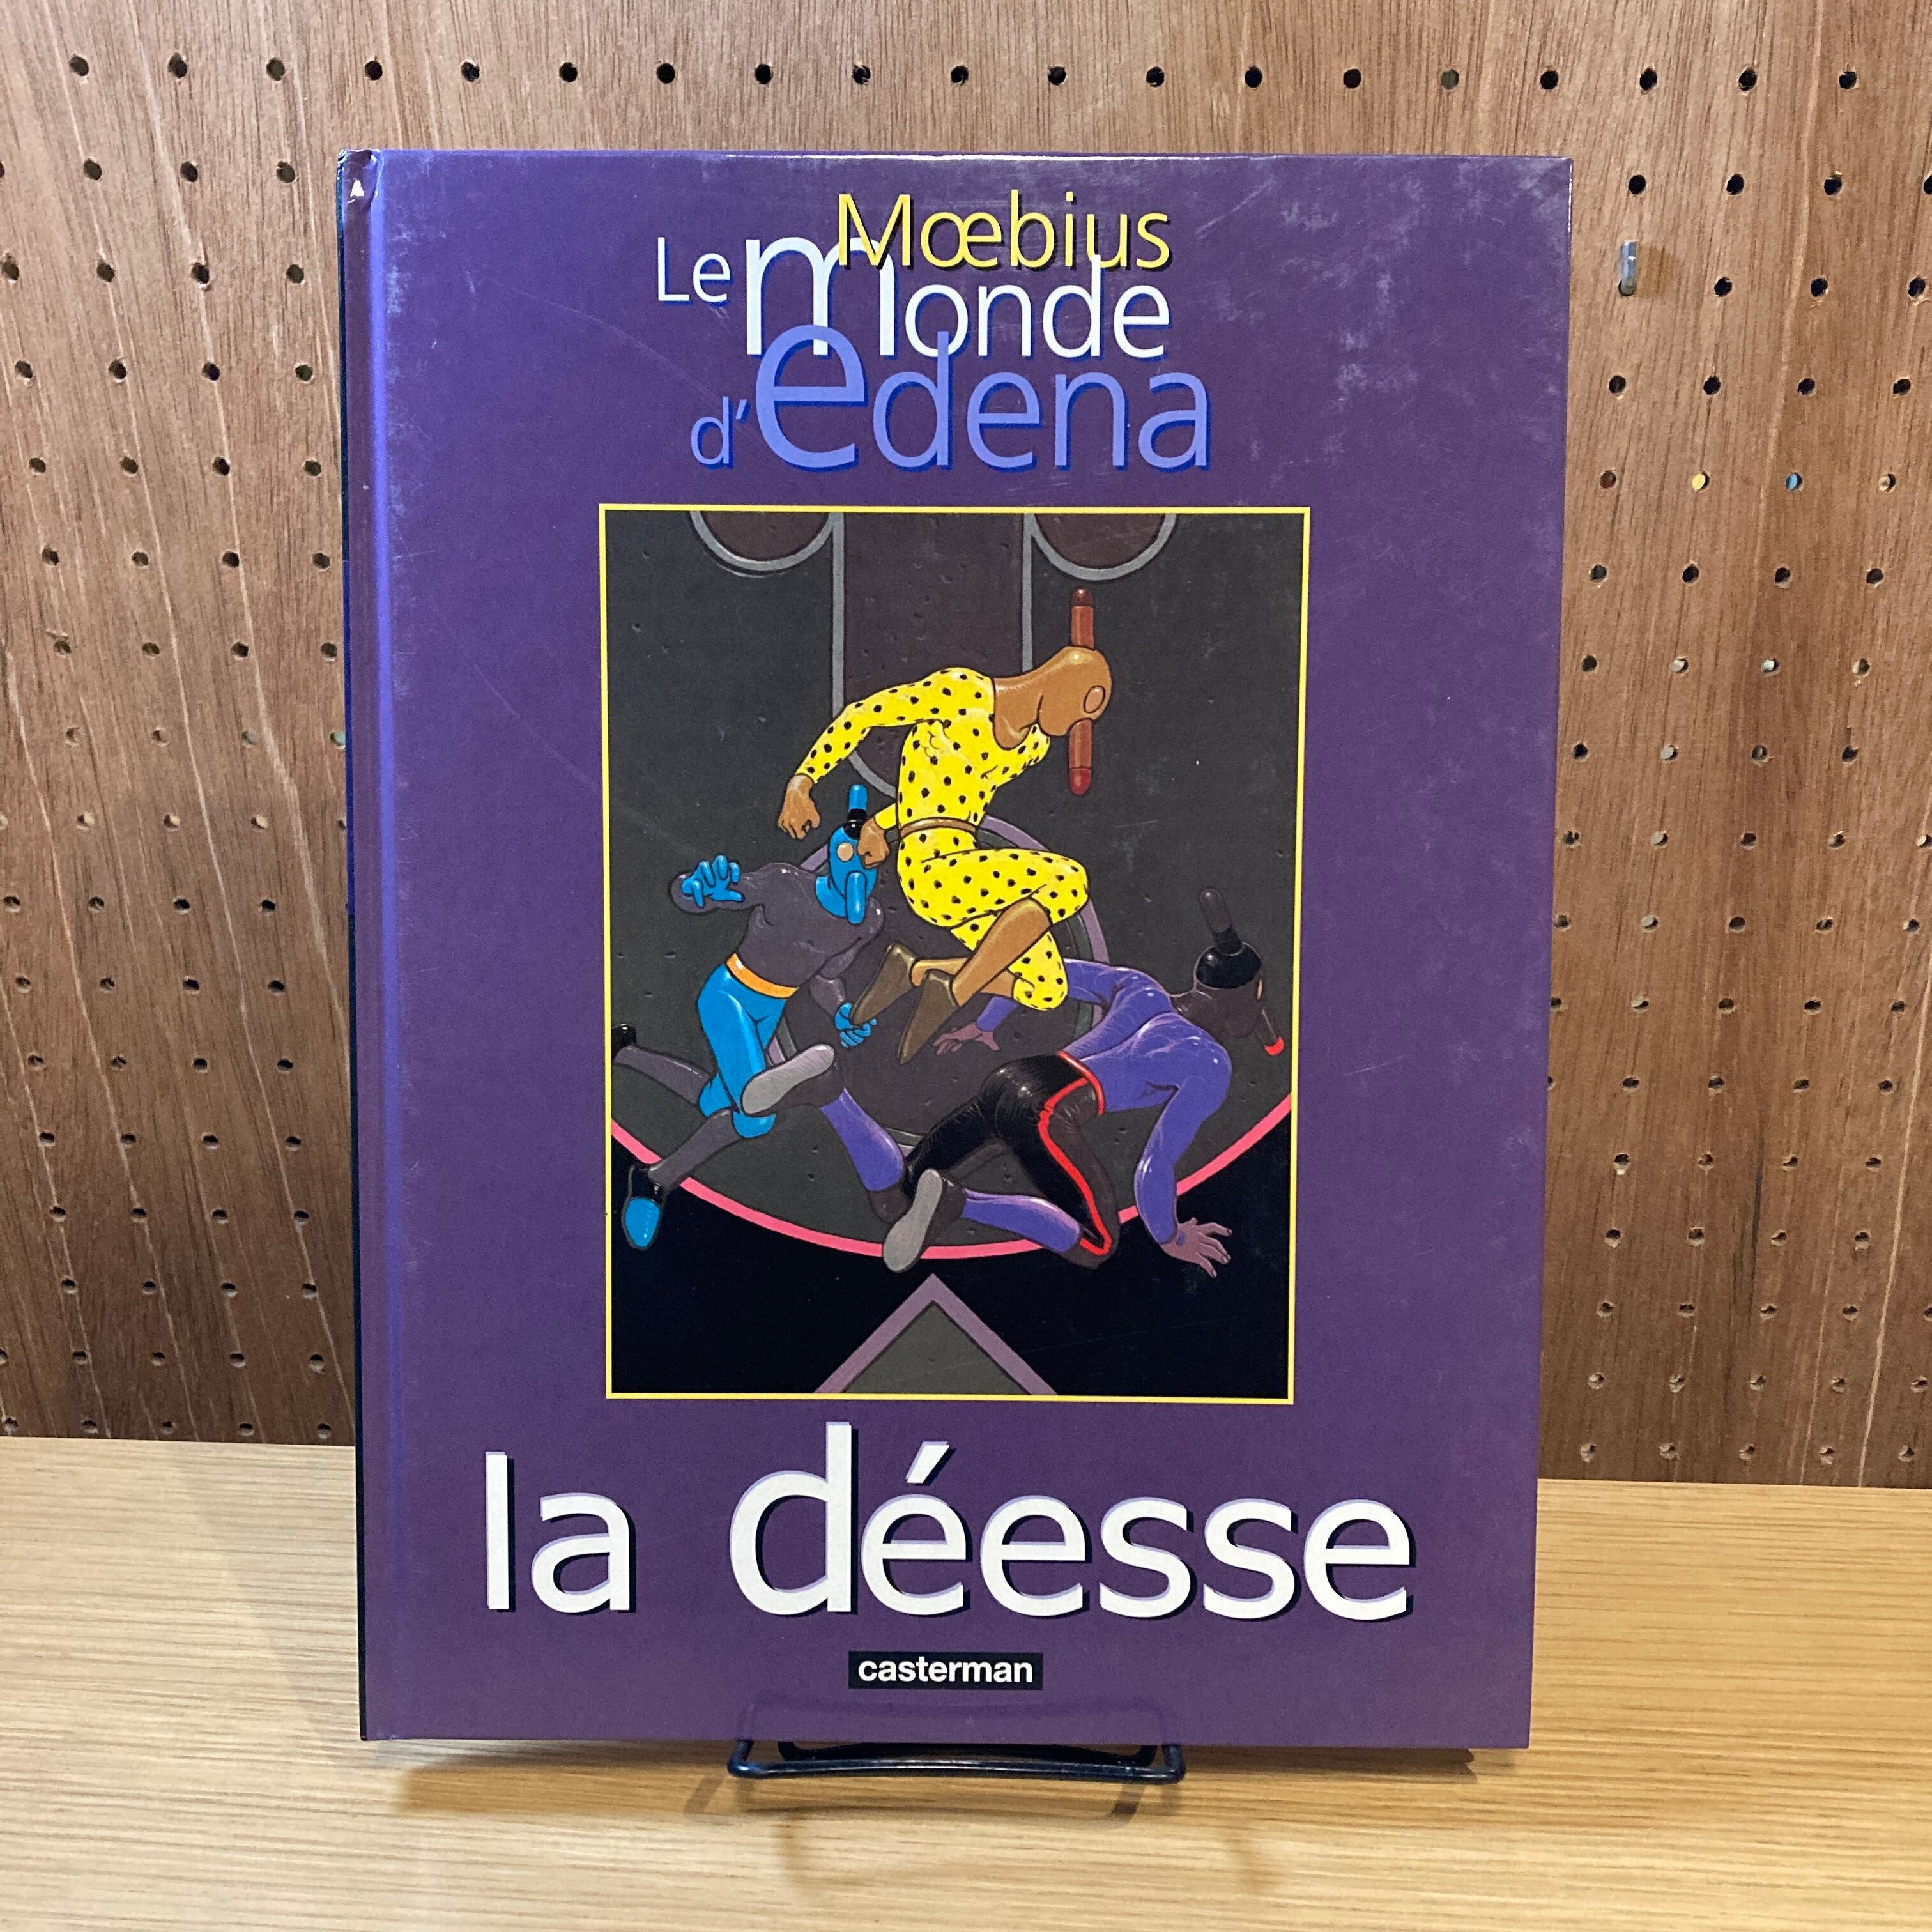 Mœbius
Le monde
d'edena
la déesse
casterman